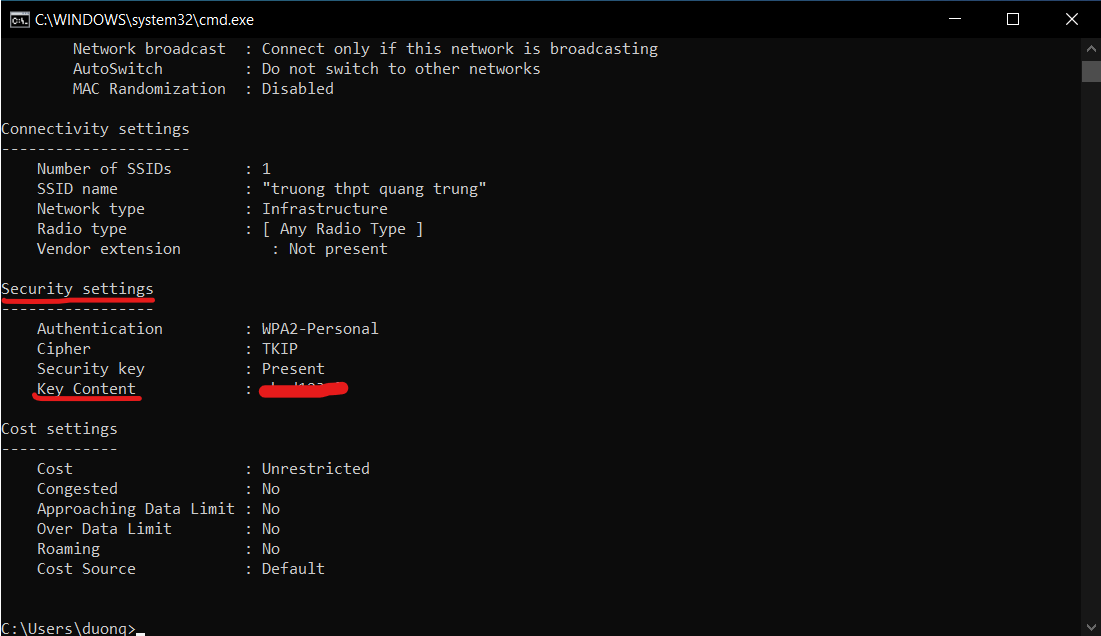 C:\WINDOWS\system32\cmd.exe
Network broadcast : Connect only if this network is broadcasting
AutoSwitch : Do not switch to other networks
MAC Randomization : Disabled
Connectivity settings
---------------------
Number of SSIDs : 1
SSID name : "truong thpt quang trung"
Network type : Infrastructure
Radio type : [ Any Radio Type ]
Vendor extension : Not present
Security settings
-----------------
Authentication : WPA2-Personal
Cipher : TKIP
Security key : Present
Key Content :
Cost settings
-------------
Cost : Unrestricted
Congested : No
Approaching Data Limit : No
Over Data Limit : No
Roaming : No
Cost Source : Default
C:\Users\duong>